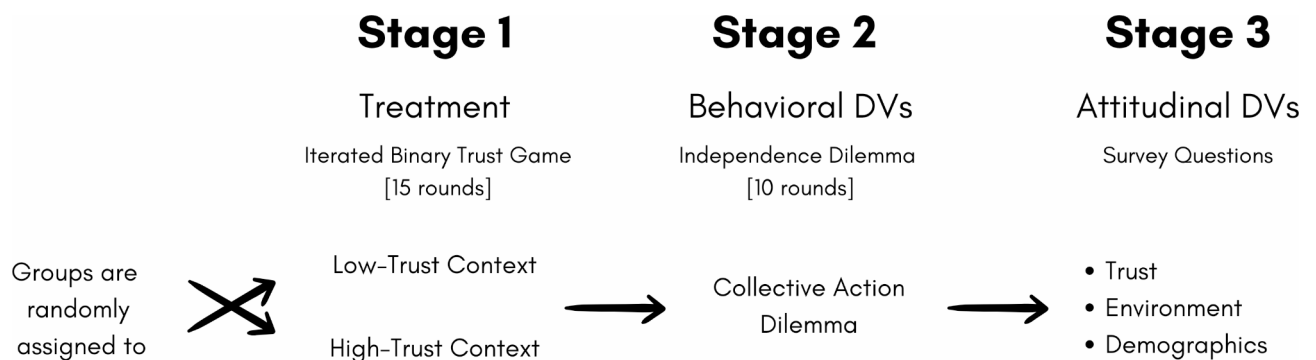 Stage 1
Treatment
Iterated Binary Trust Game
[15 rounds]
Stage 2
Behavioral DVs
Independence Dilemma
[10 rounds]
Stage 3
Attitudinal DVs
Survey Questions
Groups are
randomly
assigned to
Low-Trust Context
High-Trust Context
Collective Action
Dilemma
• Trust
• Environment
• Demographics